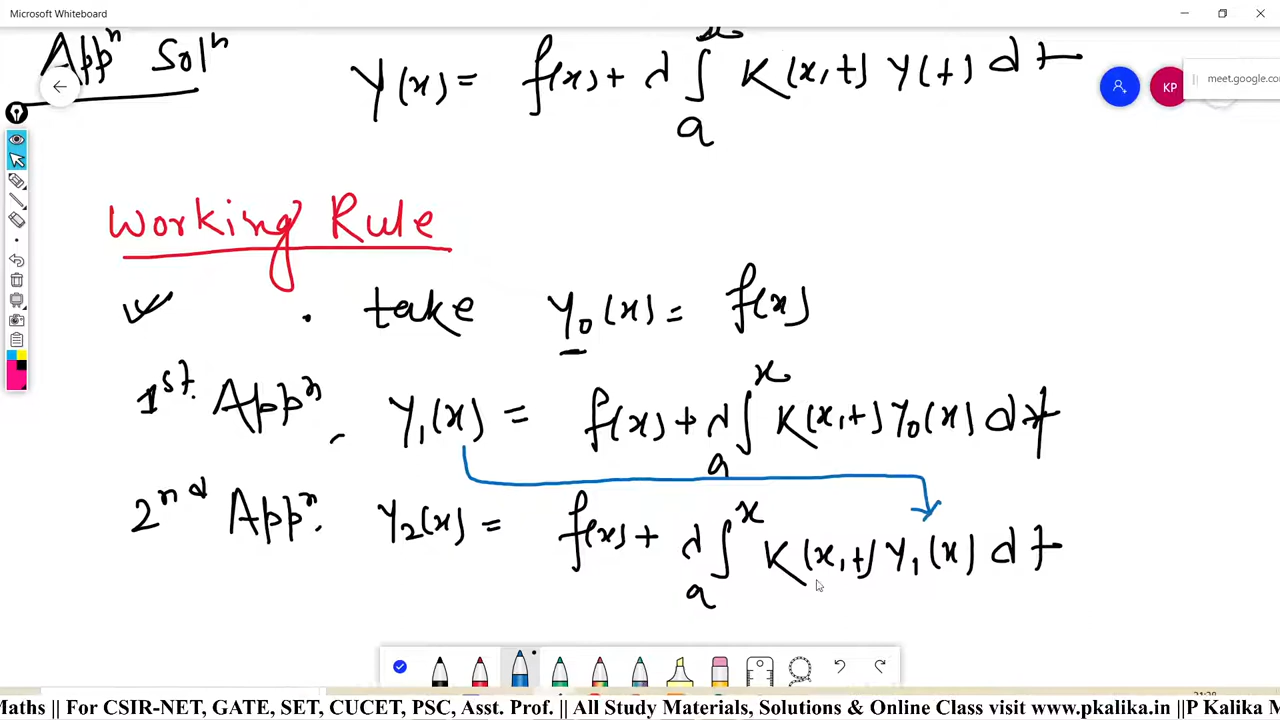 Microsoft Whiteboard
Appⁿ Solⁿ
Y(x) = f(x) + λ ∫ₐˣ K(x,t) Y(t) dt
KP
meet.google.co
Working Rule
✓ · take Y₀(x) = f(x)
1st. Appⁿ. Y₁(x) = f(x) + λ ∫ₐˣ K(x,t) Y₀(x) dt
2nd Appⁿ. Y₂(x) = f(x) + λ ∫ₐˣ K(x,t) Y₁(x) dt
Maths || For CSIR-NET, GATE, SET, CUCET, PSC, Asst. Prof. || All Study Materials, Solutions & Online Class visit www.pkalika.in ||P Kalika M